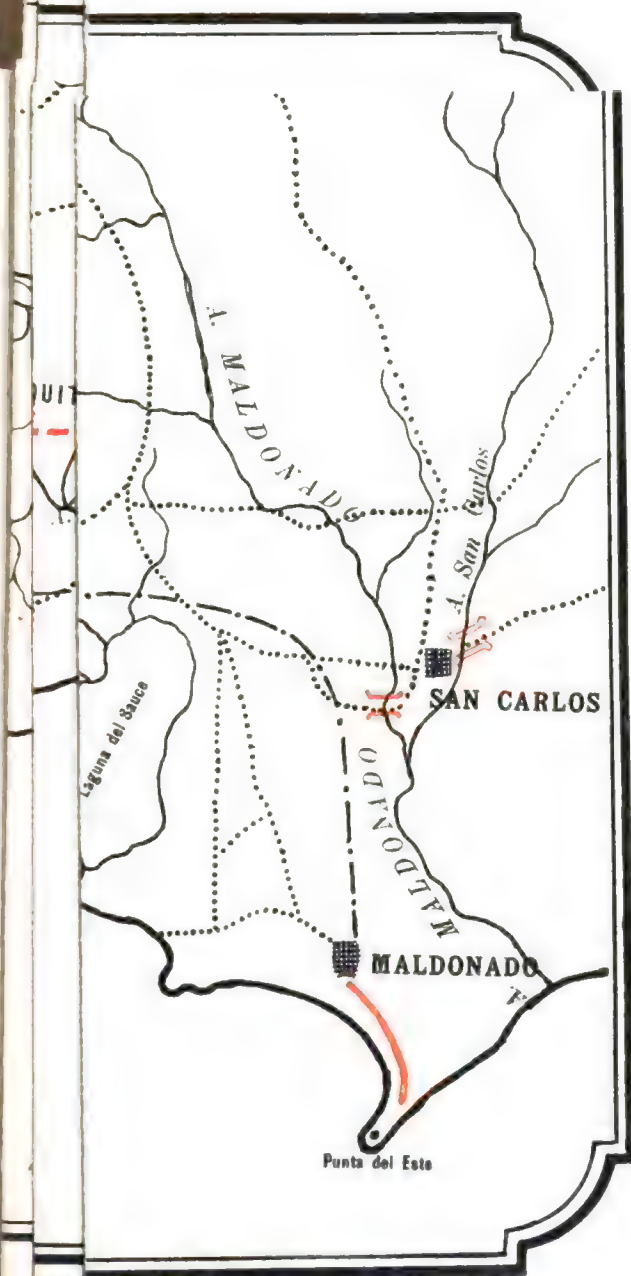 A. MALDONADO
A. San Carlos
SAN CARLOS
Laguna del Sauce
A. MALDONADO
MALDONADO
Punta del Este